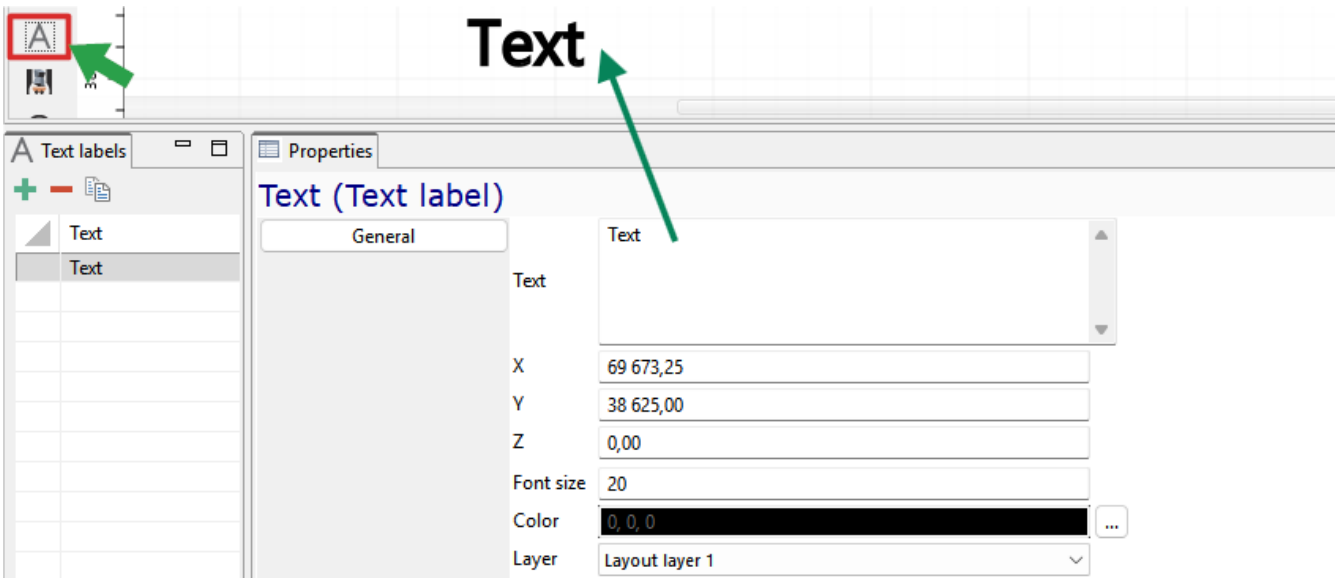 A
Text
A Text labels
Properties
Text (Text label)
Text
Text
General
Text
Text
X
69 673,25
Y
38 625,00
Z
0,00
Font size
20
Color
0, 0, 0
...
Layer
Layout layer 1